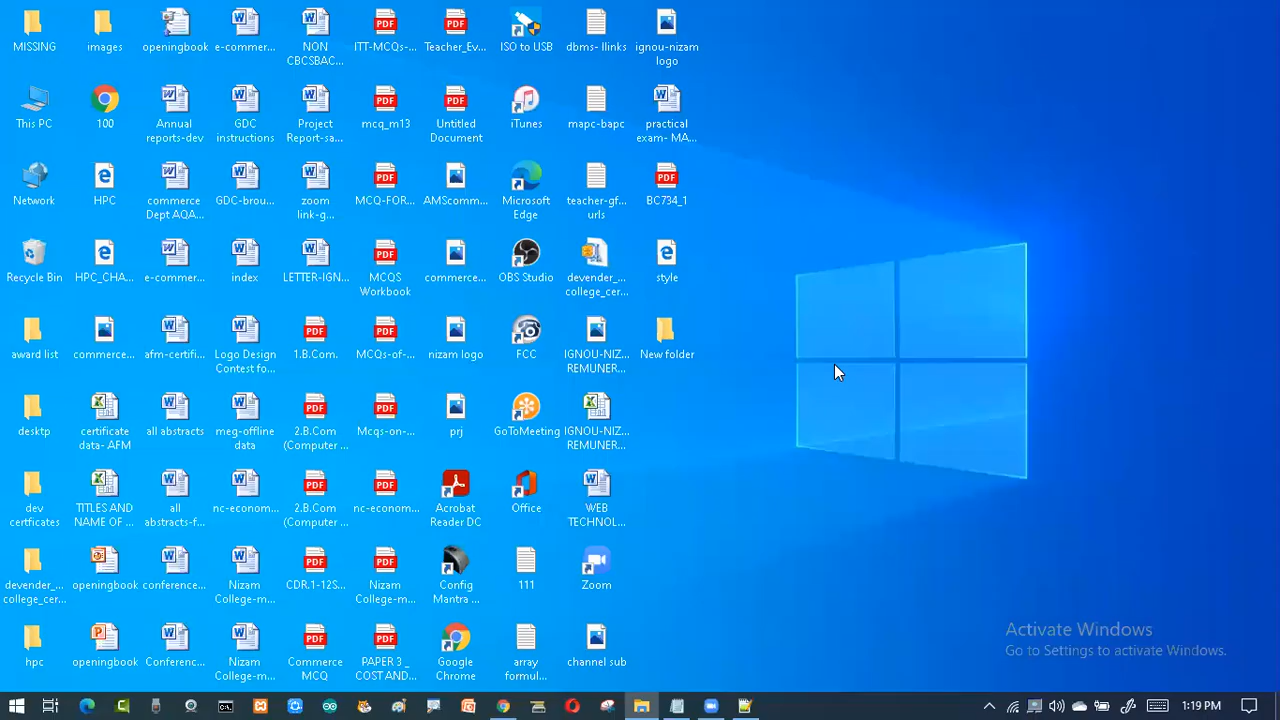 MISSING
images
openingbook
e-commer...
NON
CBCSBAC...
ITT-MCQs-...
Teacher_Ev...
ISO to USB
dbms- llinks
ignou-nizam
logo
This PC
100
Annual
reports-dev
GDC
instructions
Project
Report-sa...
mcq_m13
Untitled
Document
iTunes
mapc-bapc
practical
exam- MA...
Network
HPC
commerce
Dept AQA...
GDC-brou...
zoom
link-g...
MCQ-FOR...
AMScomm...
Microsoft
Edge
teacher-gf...
urls
BC734_1
Recycle Bin
HPC_CHA...
e-commer...
index
LETTER-IGN...
MCQS
Workbook
commerce...
OBS Studio
devender_...
college_cer...
style
award list
commerce...
afm-certifi...
Logo Design
Contest fo...
1.B.Com.
MCQs-of-...
nizam logo
FCC
IGNOU-NIZ...
REMUNER...
New folder
desktp
certificate
data- AFM
all abstracts
meg-offline
data
2.B.Com
(Computer ...
Mcqs-on-...
prj
GoToMeeting
IGNOU-NIZ...
REMUNER...
dev
certficates
TITLES AND
NAME OF ...
all
abstracts-f...
nc-econom...
2.B.Com
(Computer ...
nc-econom...
Acrobat
Reader DC
Office
WEB
TECHNOL...
devender_...
college_cer...
openingbook
conference...
Nizam
College-m...
CDR.1-12S...
Nizam
College-m...
Config
Mantra ...
111
Zoom
hpc
openingbook
Conferenc...
Nizam
College-m...
Commerce
MCQ
PAPER 3_
COST AND...
Google
Chrome
array
formul...
channel sub
Activate Windows
Go to Settings to activate Windows.
1:19 PM